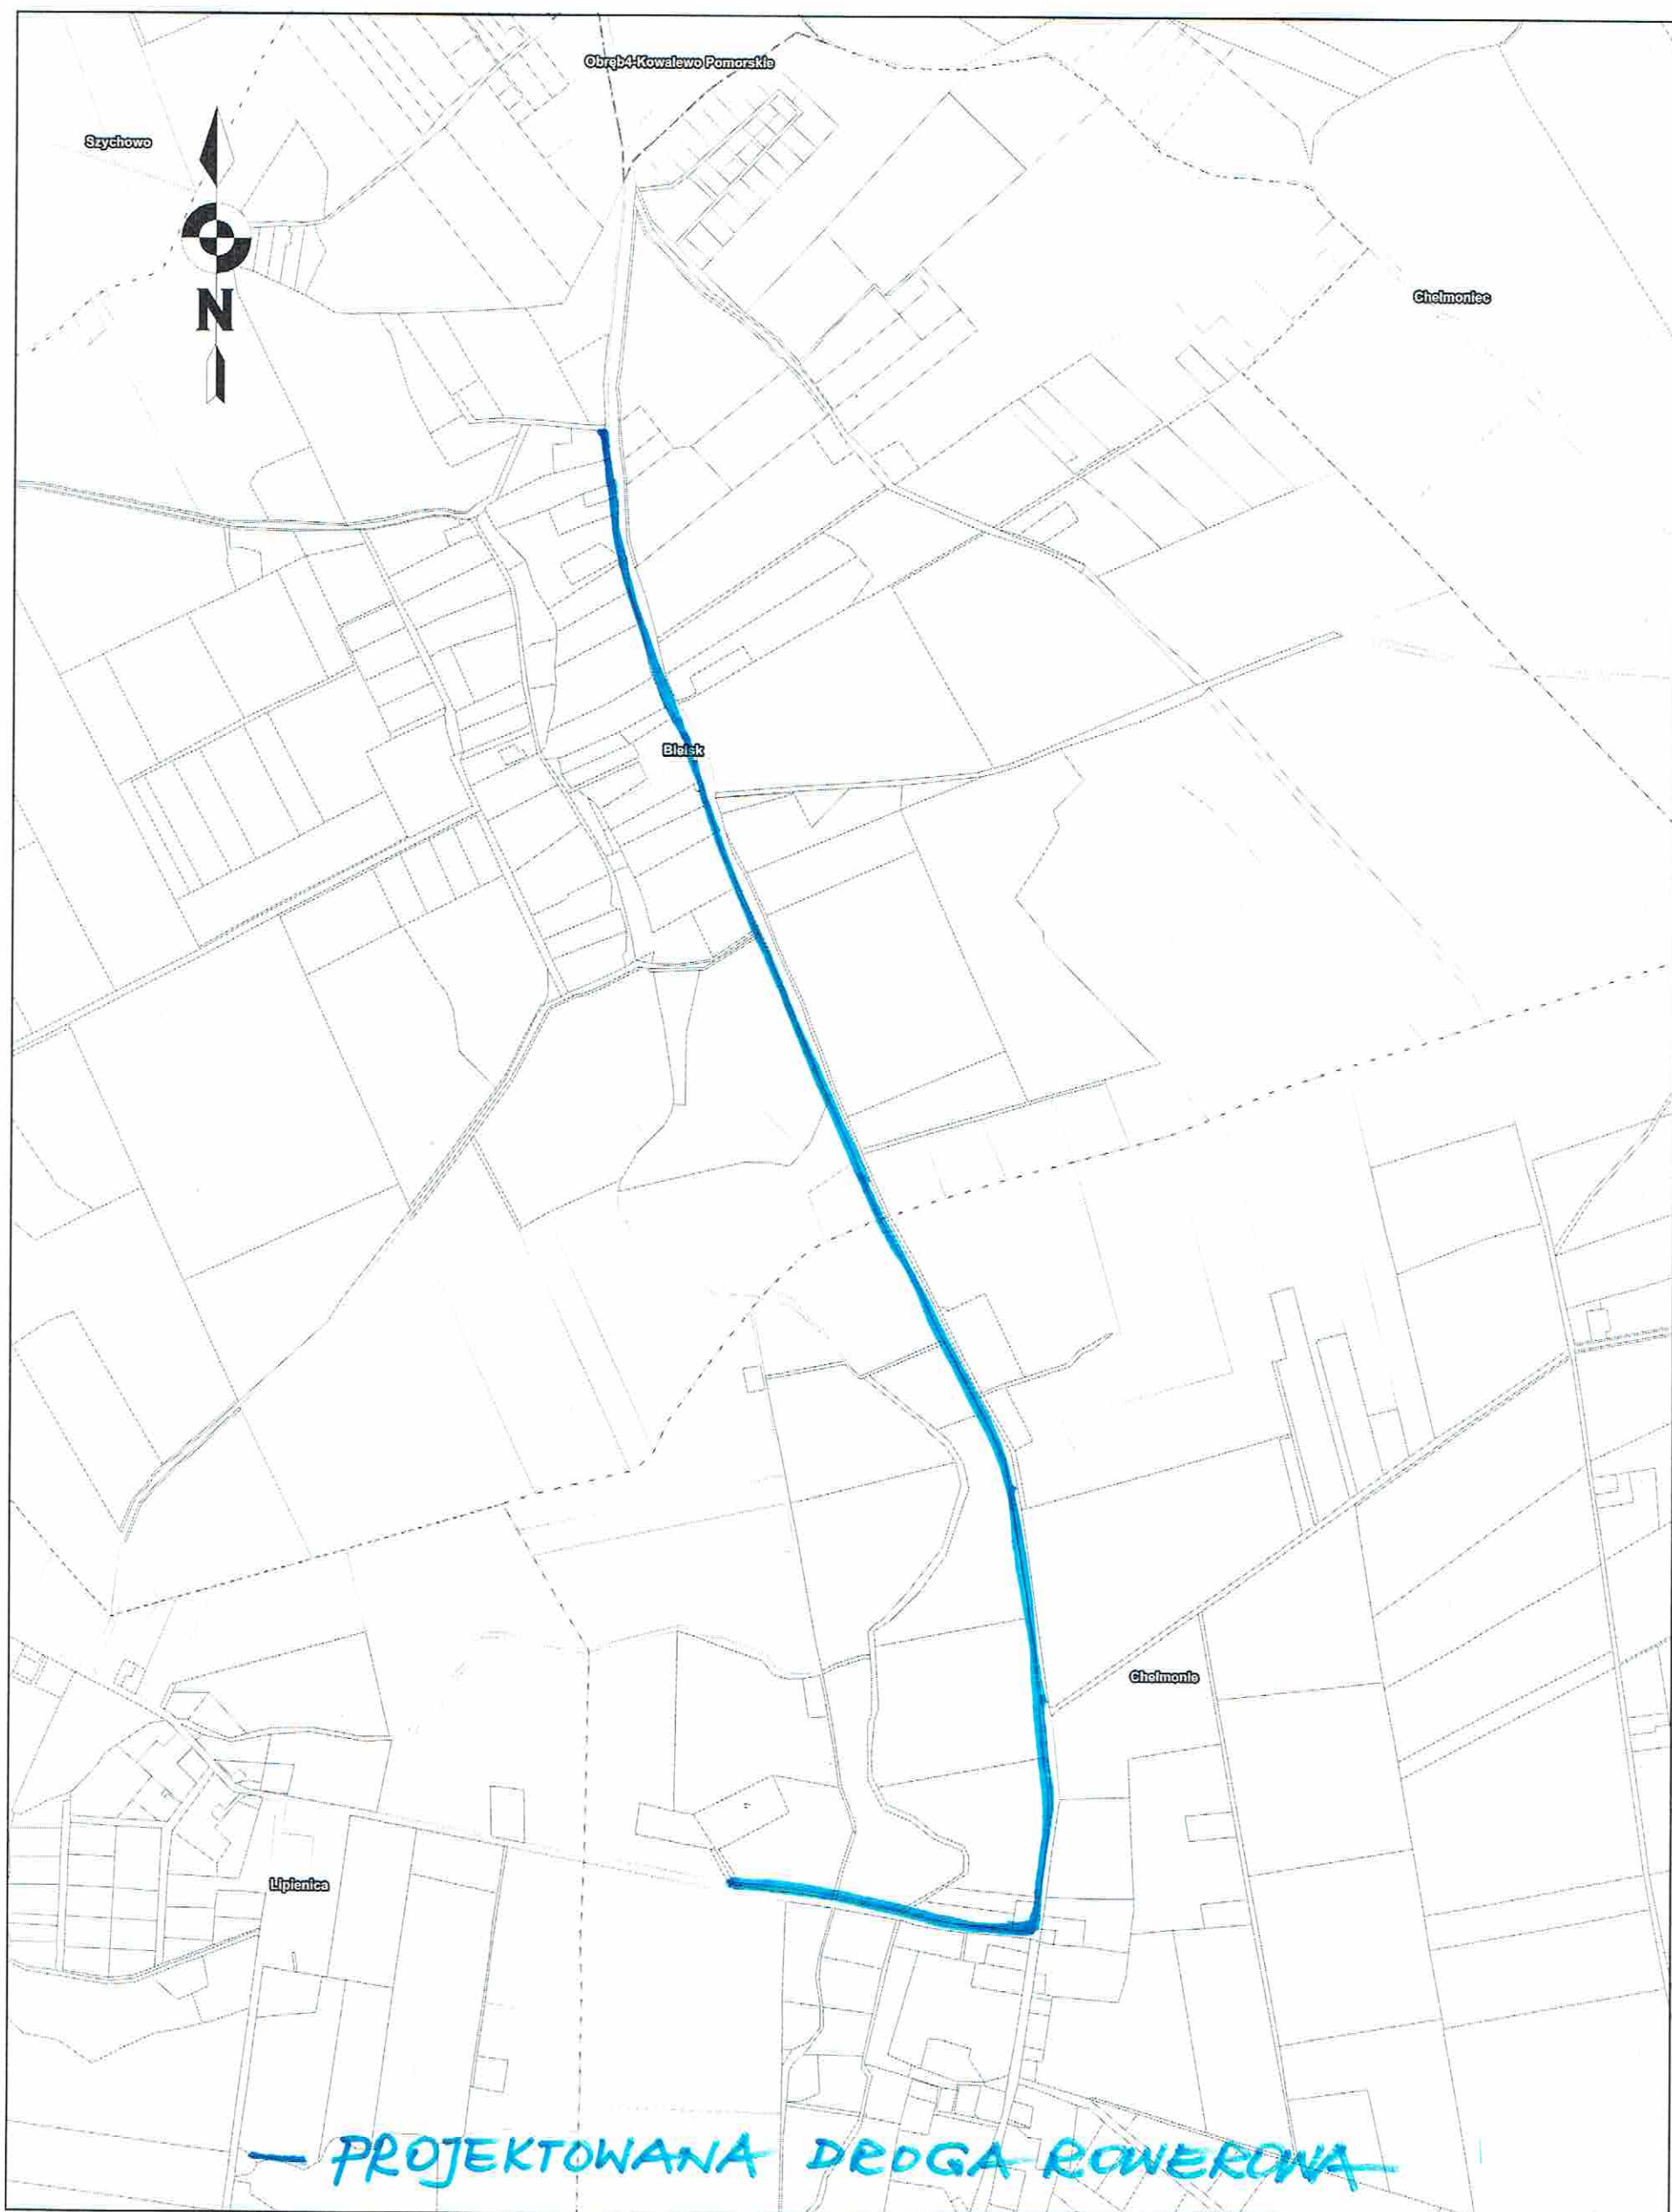 Obręb4-Kowalewo Pomorskie
Szychowo
N
Chełmoniec
Bielsk
Chełmonie
Lipienica
— PROJEKTOWANA DROGA ROWEROWA